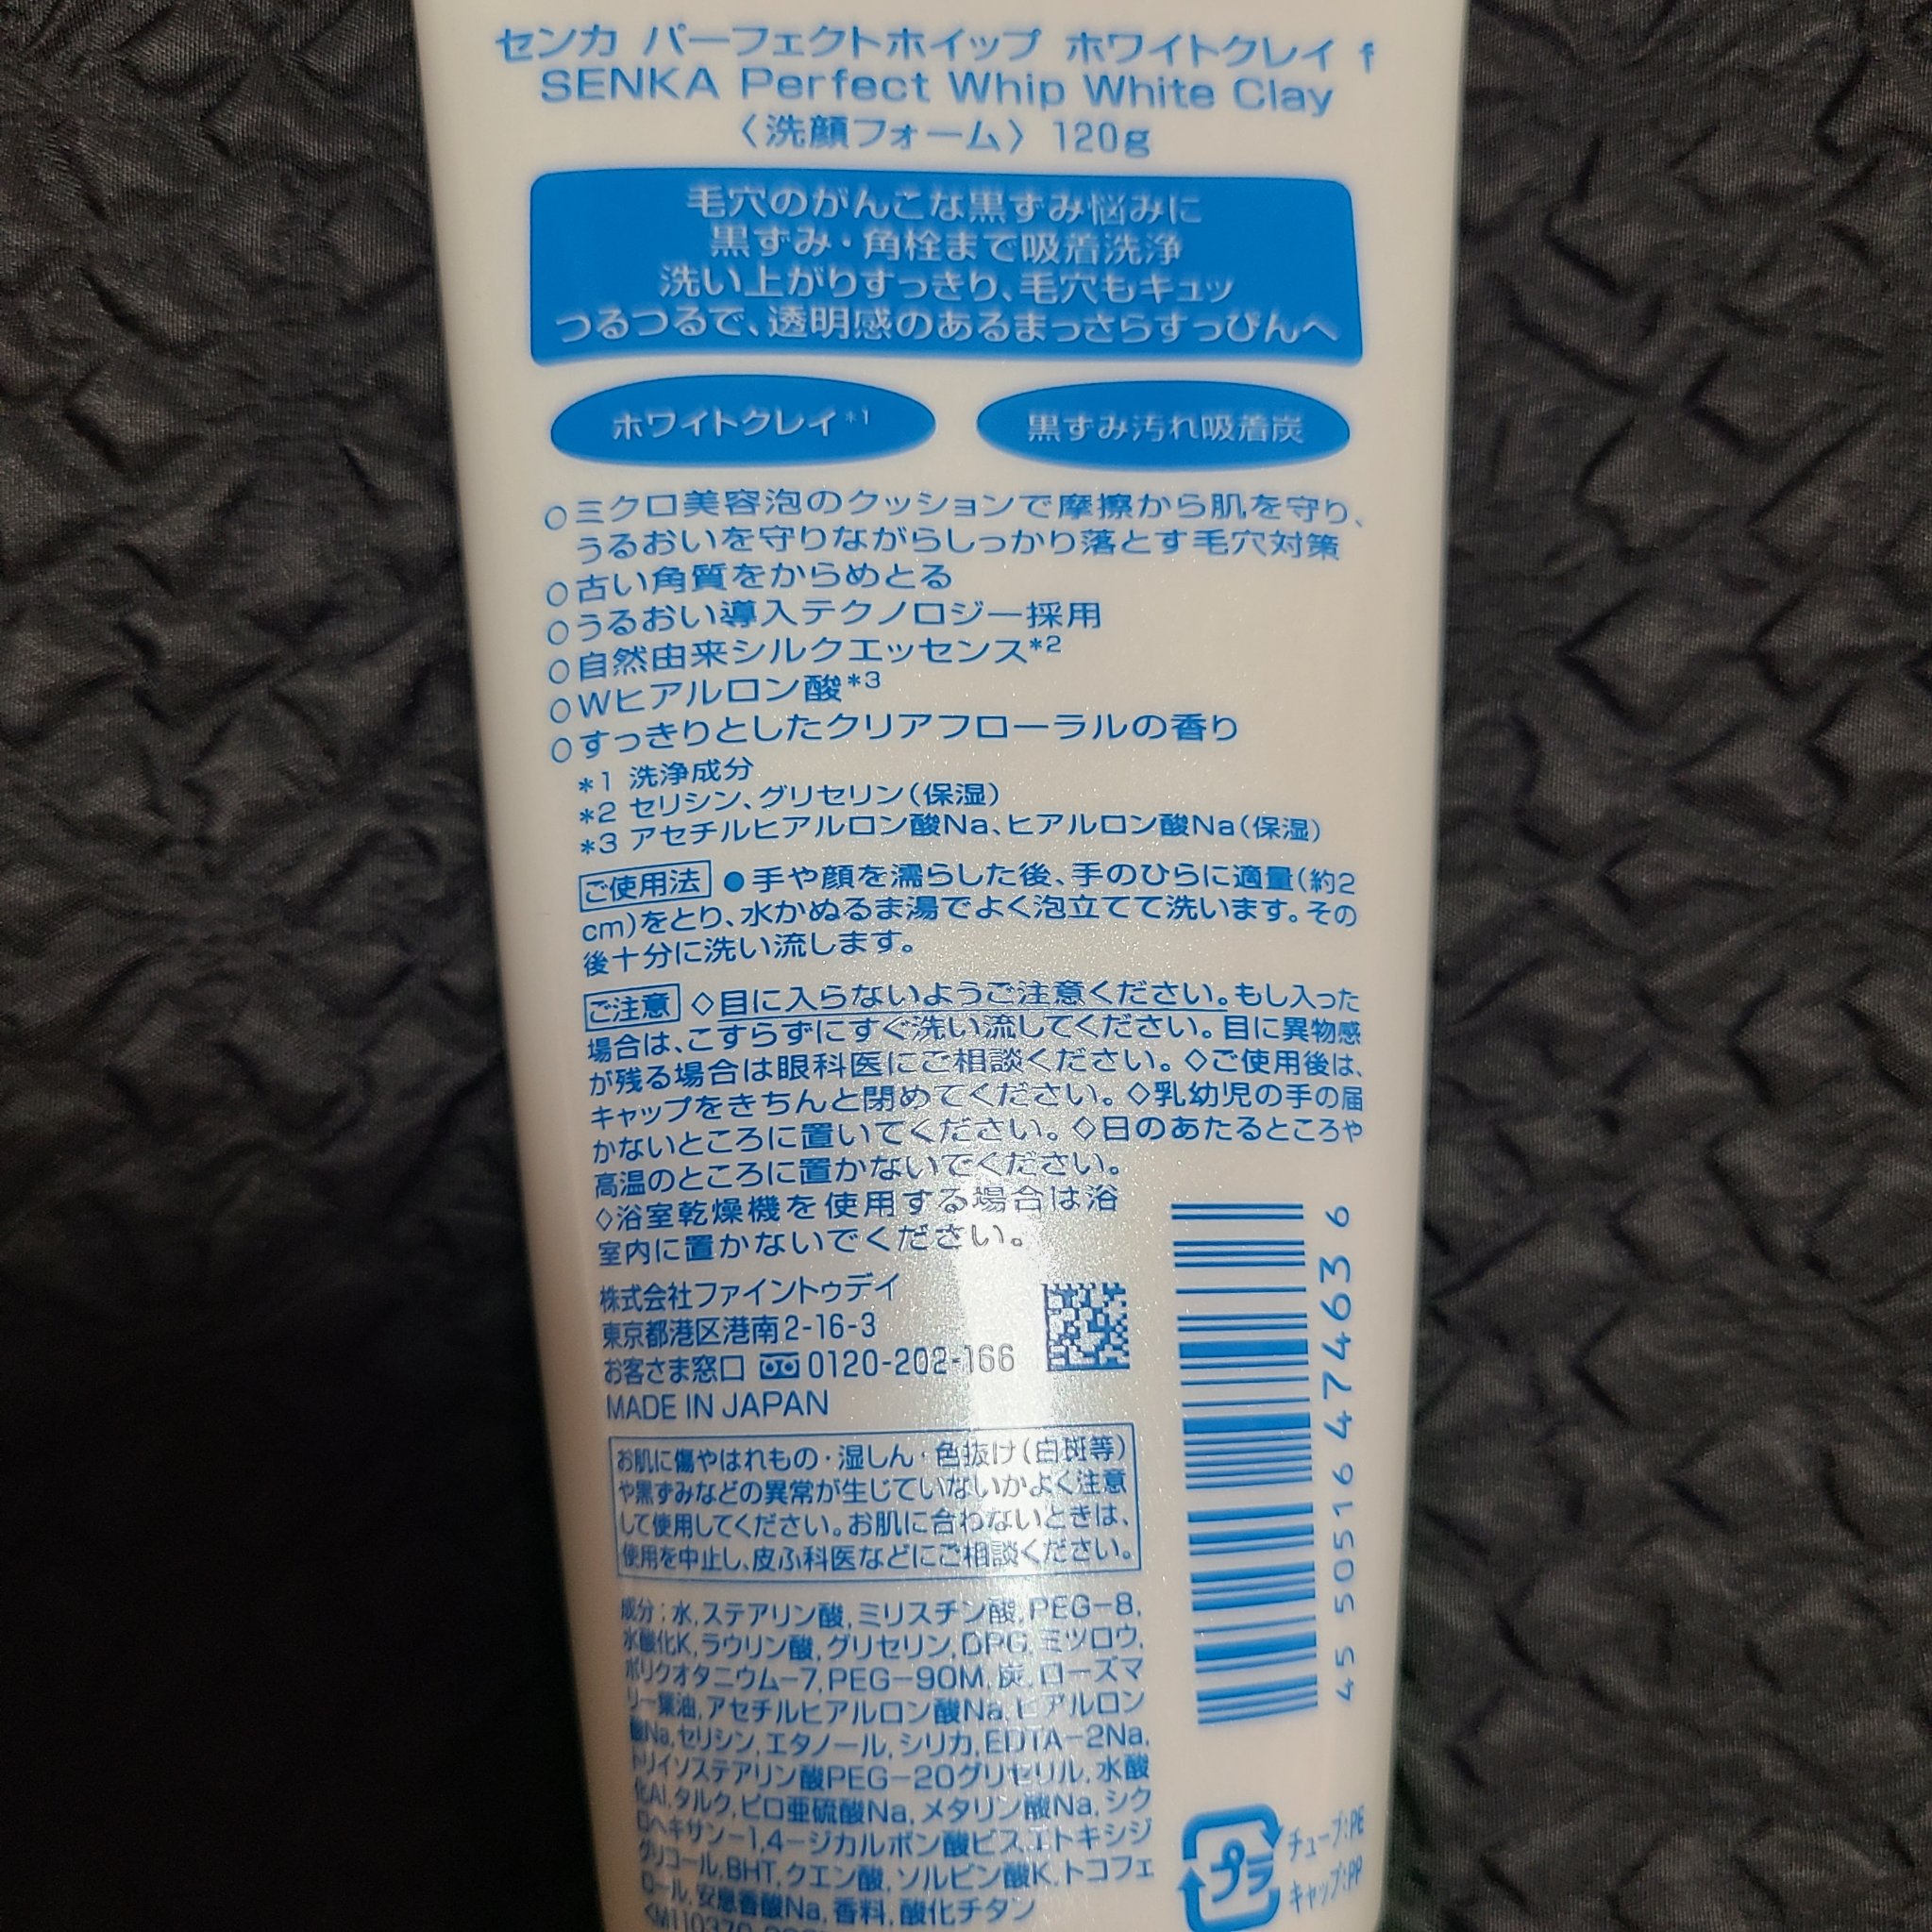 センカ パーフェクトホイップ ホワイトクレイ f
SENKA Perfect Whip White Clay
〈洗顔フォーム〉 120g
毛穴のがんこな黒ずみ悩みに
黒ずみ・角栓まで吸着洗浄
洗い上がりすっきり、毛穴もキュッ
つるつるで、透明感のあるまっさらすっぴんへ
ホワイトクレイ*1
黒ずみ汚れ吸着炭
○ミクロ美容泡のクッションで摩擦から肌を守り、
うるおいを守りながらしっかり落とす毛穴対策
○古い角質をからめとる
○うるおい導入テクノロジー採用
○自然由来シルクエッセンス*2
○Wヒアルロン酸*3
○すっきりとしたクリアフローラルの香り
*1 洗浄成分
*2 セリシン、グリセリン(保湿)
*3 アセチルヒアルロン酸Na、ヒアルロン酸Na(保湿)
ご使用法 ●手や顔を濡らした後、手のひらに適量(約2
cm)をとり、水かぬるま湯でよく泡立てて洗います。その
後十分に洗い流します。
ご注意 ◇目に入らないようご注意ください。もし入った
場合は、こすらずにすぐ洗い流してください。目に異物感
が残る場合は眼科医にご相談ください。◇ご使用後は、
キャップをきちんと閉めてください。◇乳幼児の手の届
かないところに置いてください。◇日のあたるところや
高温のところに置かないでください。
◇浴室乾燥機を使用する場合は浴
室内に置かないでください。
株式会社ファイントゥデイ
東京都港区港南2-16-3
お客さま窓口 0120-202-166
MADE IN JAPAN
お肌に傷やはれもの・湿しん・色抜け(白斑等)
や黒ずみなどの異常が生じていないかよく注意
して使用してください。お肌に合わないときは、
使用を中止し、皮ふ科医などにご相談ください。
成分:水,ステアリン酸,ミリスチン酸,PEG-8,
水酸化K,ラウリン酸,グリセリン,DPG,ミツロウ,
ポリクオタニウム-7,PEG-90M,炭,ローズマ
リー葉油,アセチルヒアルロン酸Na,ヒアルロン
酸Na,セリシン,エタノール,シリカ,EDTA-2Na,
トリイソステアリン酸PEG-20グリセリル,水酸
化Al,タルク,ピロ亜硫酸Na,メタリン酸Na,シク
ロヘキサン-1,4-ジカルボン酸ビスエトキシジ
グリコール,BHT,クエン酸,ソルビン酸K,トコフェ
ロール,安息香酸Na,香料,酸化チタン
4 550516 474636
プラ
チューブ:PE
キャップ:PP